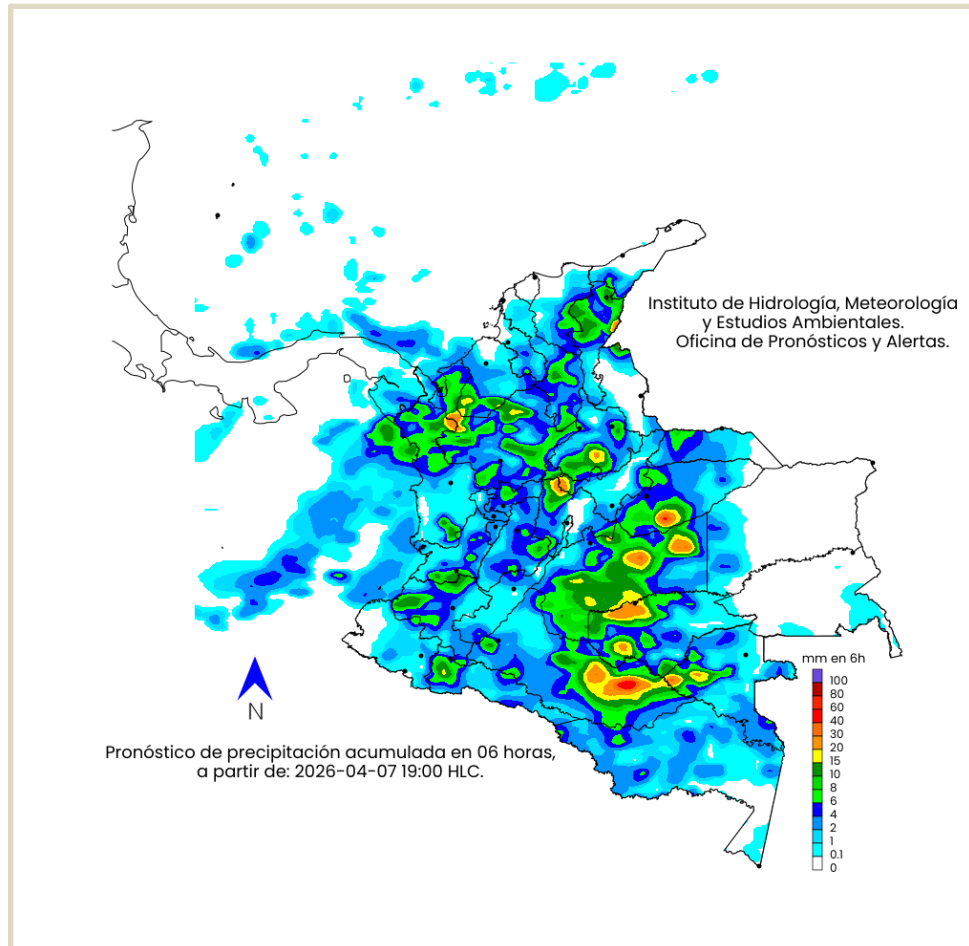 Instituto de Hidrología, Meteorología
y Estudios Ambientales.
Oficina de Pronósticos y Alertas.
N
Pronóstico de precipitación acumulada en 06 horas,
a partir de: 2026-04-07 19:00 HLC.
mm en 6h
100
80
60
40
30
20
15
10
8
6
4
2
1
0.1
0